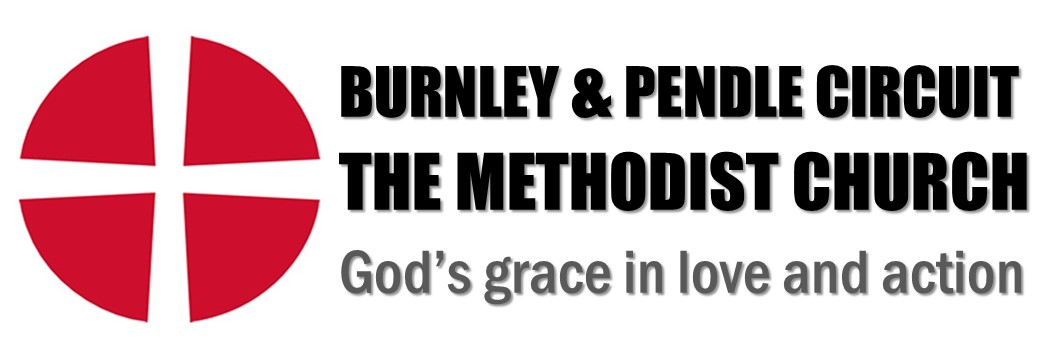 BURNLEY & PENDLE CIRCUIT
THE METHODIST CHURCH
God's grace in love and action